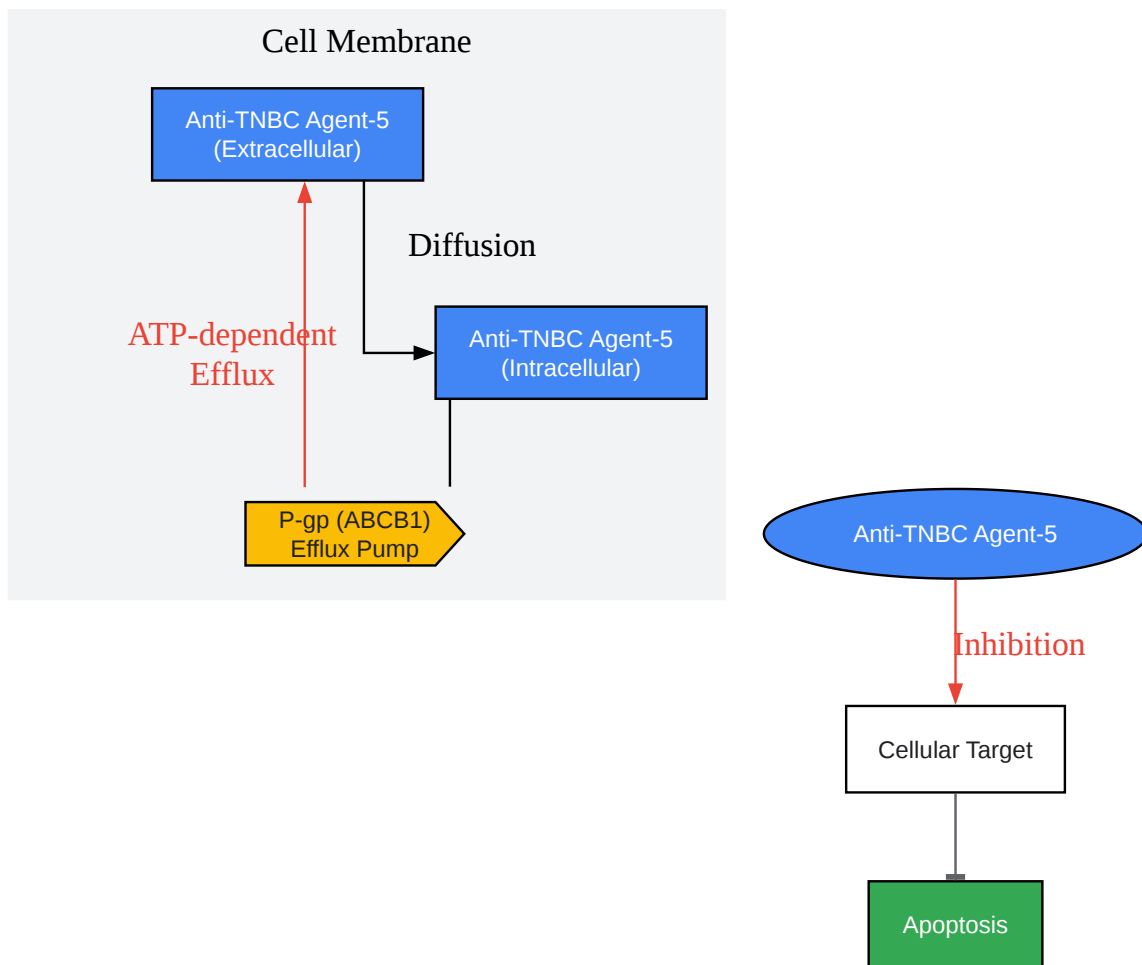 Cell Membrane
Anti-TNBC Agent-5
(Extracellular)
Diffusion
ATP-dependent
Efflux
Anti-TNBC Agent-5
(Intracellular)
P-gp (ABCB1)
Efflux Pump
Anti-TNBC Agent-5
Inhibition
Cellular Target
Apoptosis